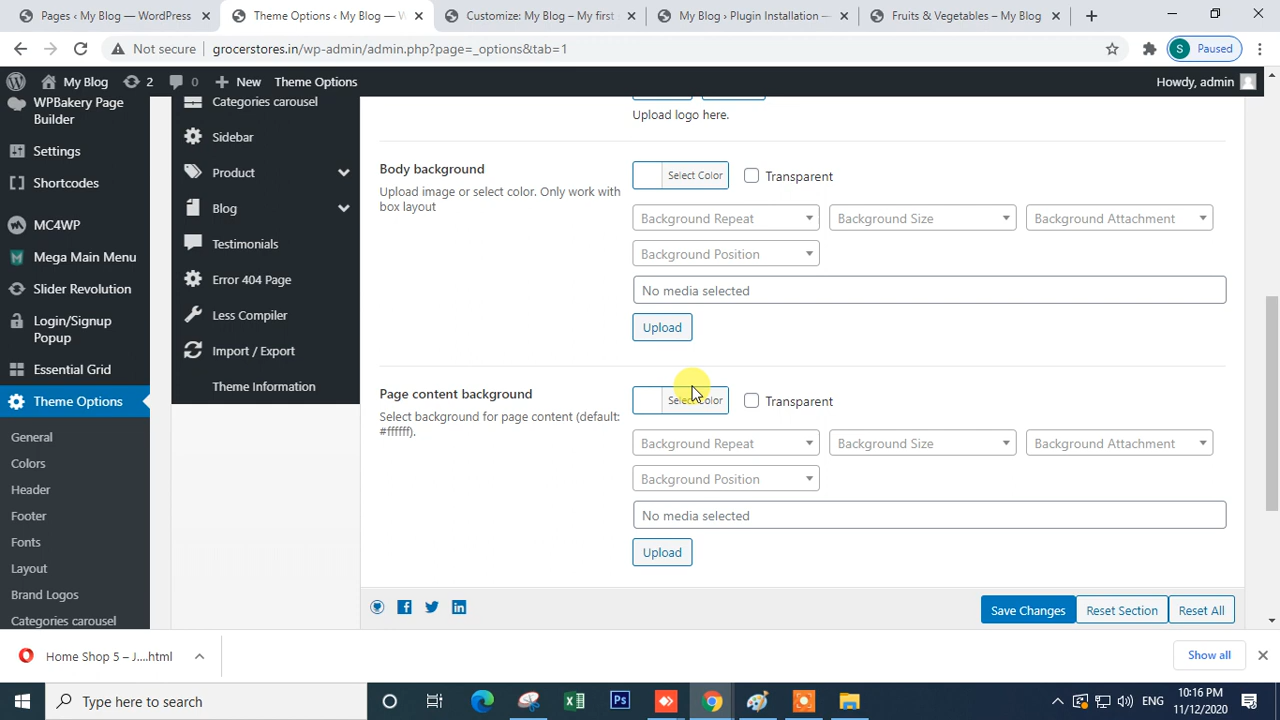 Pages ‹ My Blog — WordPress
Theme Options ‹ My Blog — W
Customize: My Blog – My first
My Blog › Plugin Installation —
Fruits & Vegetables – My Blog
Not secure
grocerstores.in/wp-admin/admin.php?page=_options&tab=1
S Paused
My Blog 2 0 New Theme Options
Howdy, admin
WPBakery Page
Builder
Settings
Shortcodes
MC4WP
Mega Main Menu
Slider Revolution
Login/Signup
Popup
Essential Grid
Theme Options
General
Colors
Header
Footer
Fonts
Layout
Brand Logos
Categories carousel
Categories carousel
Sidebar
Product
Blog
Testimonials
Error 404 Page
Less Compiler
Import / Export
Theme Information
Upload logo here.
Body background
Upload image or select color. Only work with
box layout
Select Color
Transparent
Background Repeat
Background Size
Background Attachment
Background Position
No media selected
Upload
Page content background
Select background for page content (default:
#ffffff).
Select Color
Transparent
Background Repeat
Background Size
Background Attachment
Background Position
No media selected
Upload
Save Changes
Reset Section
Reset All
Home Shop 5 – J....html
Show all
Type here to search
Ps
ENG
10:16 PM
11/12/2020